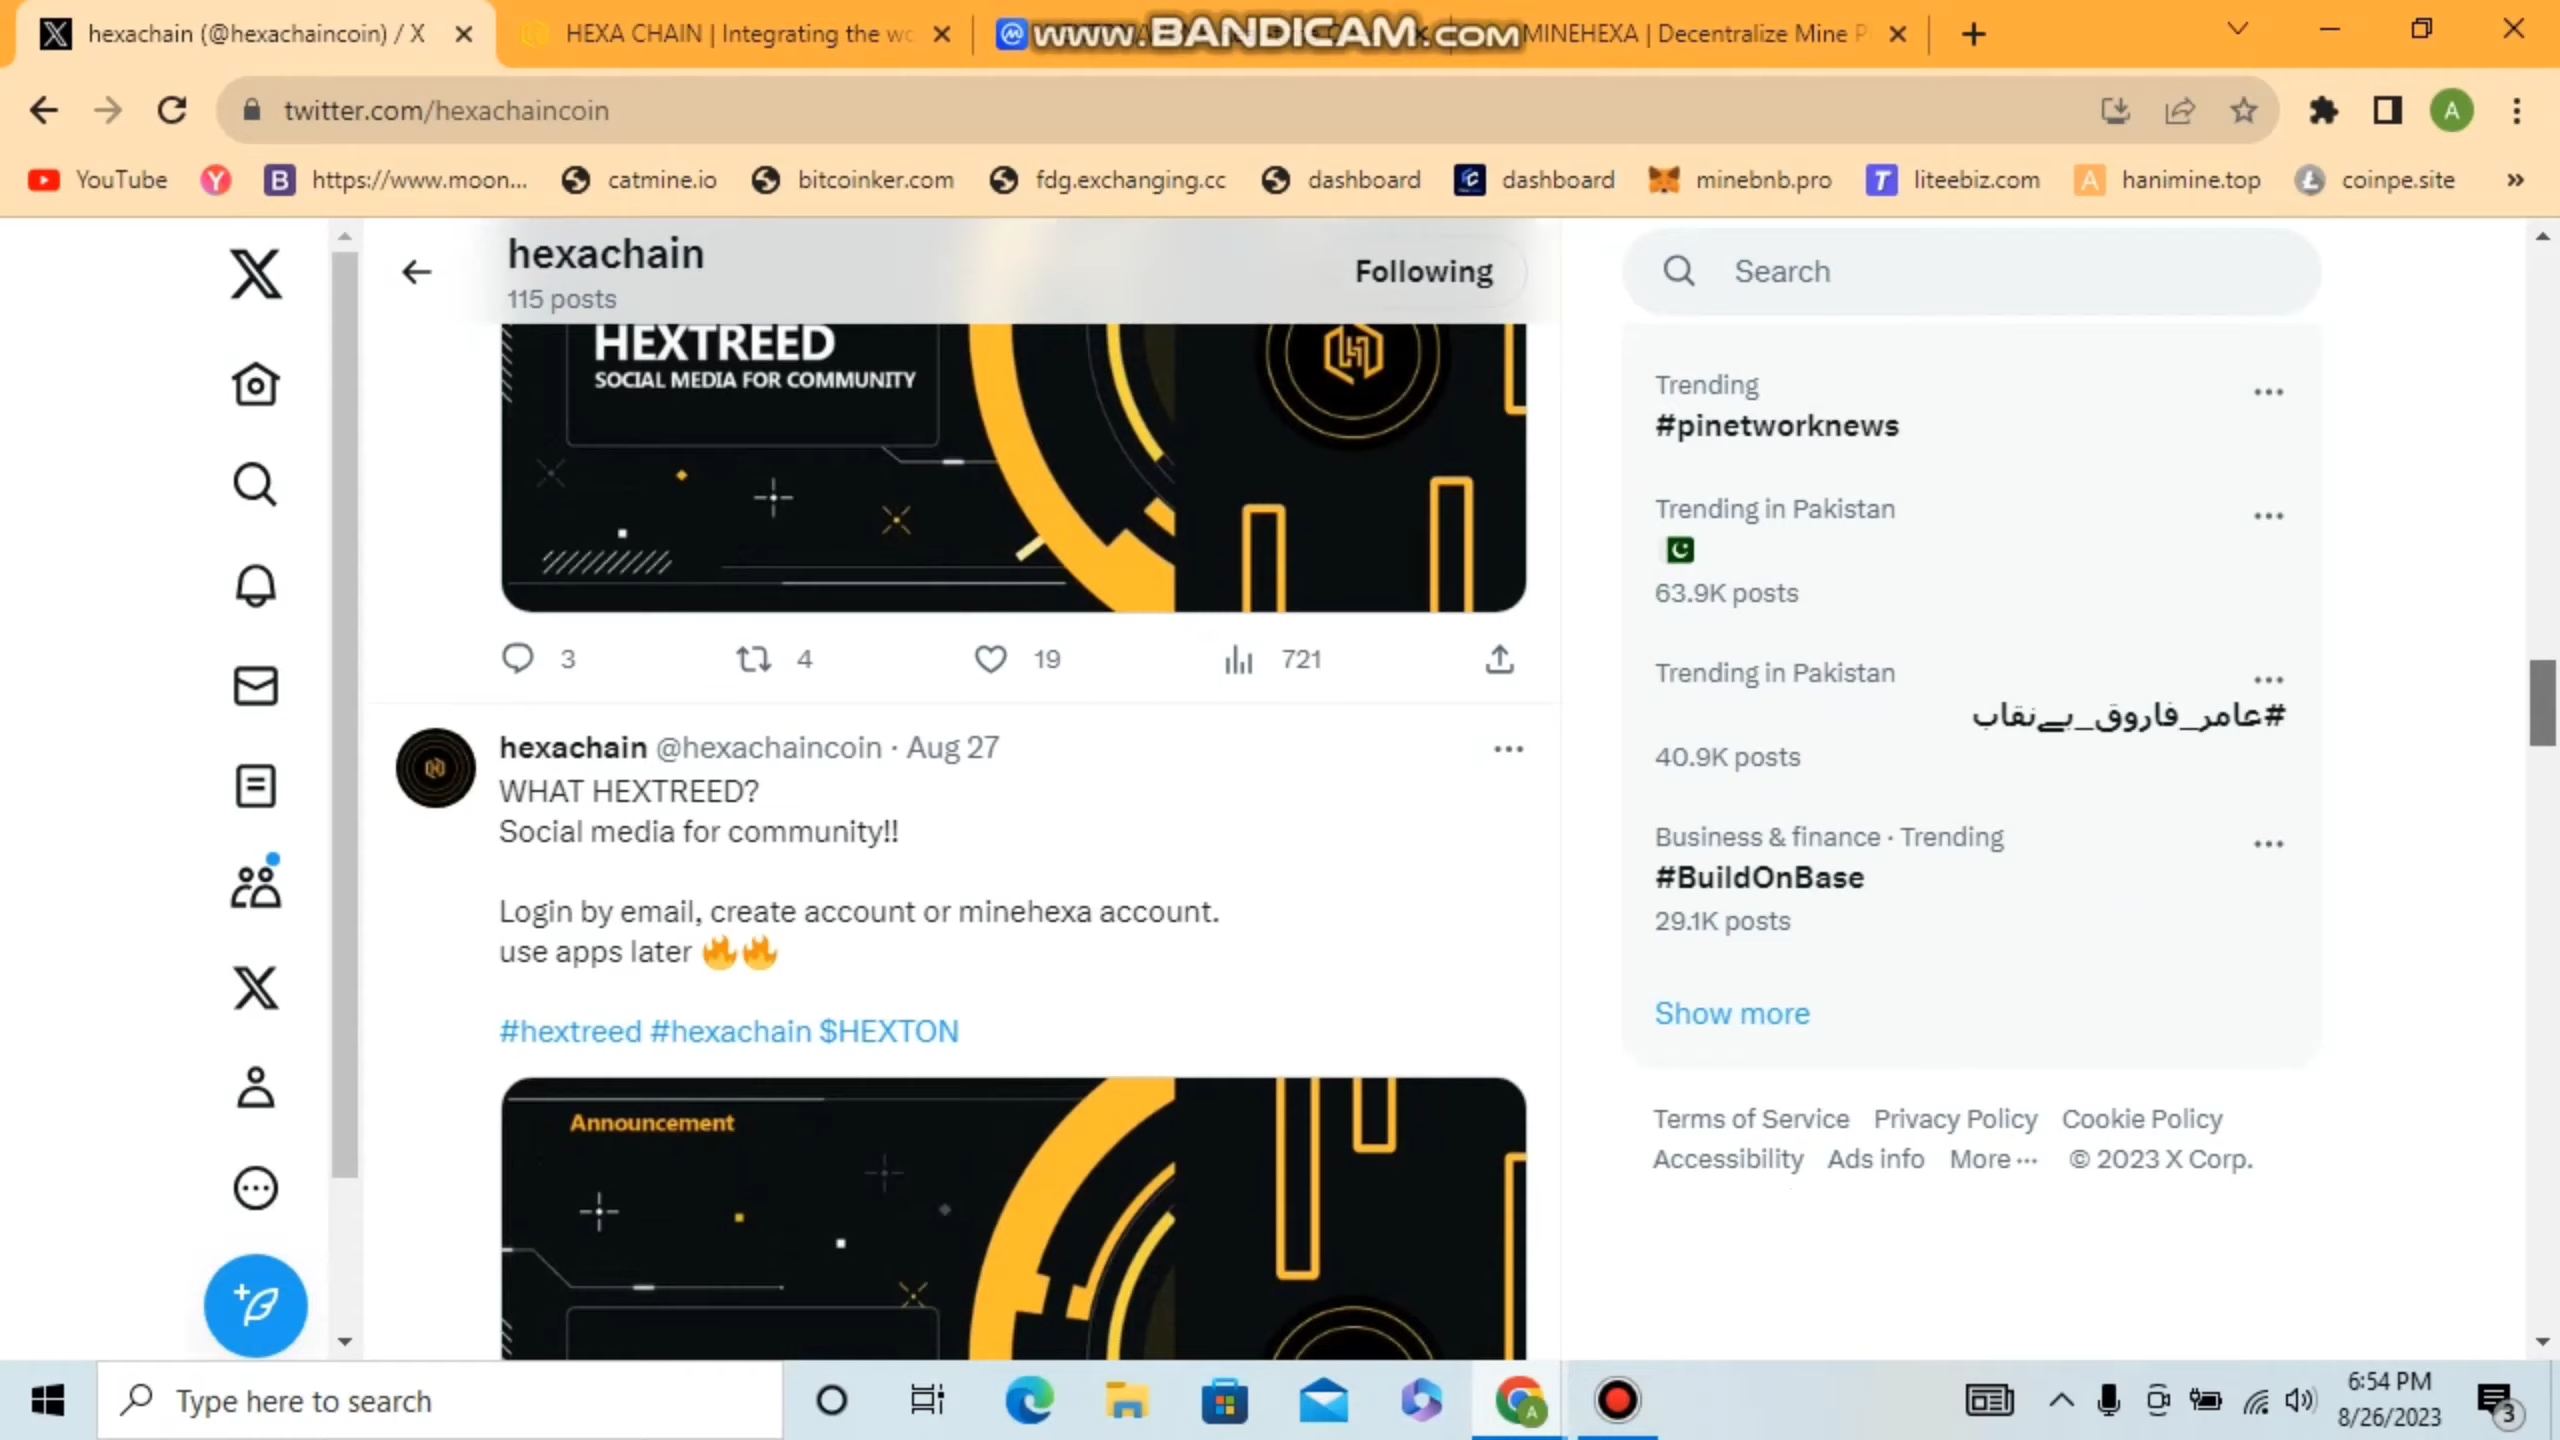 hexachain (@hexachaincoin) / X
HEXA CHAIN | Integrating the wo
www.BANDICAM.com
MINEHEXA | Decentralize Mine P
twitter.com/hexachaincoin
A
YouTube
https://www.moon...
catmine.io
bitcoinker.com
fdg.exchanging.cc
dashboard
dashboard
minebnb.pro
liteebiz.com
hanimine.top
coinpe.site
hexachain
115 posts
Following
Search
HEXTREED
SOCIAL MEDIA FOR COMMUNITY
3
4
19
721
hexachain @hexachaincoin · Aug 27
WHAT HEXTREED?
Social media for community!!
Login by email, create account or minehexa account.
use apps later 🔥🔥
#hextreed #hexachain $HEXTON
Announcement
Trending
#pinetworknews
Trending in Pakistan
🇵🇰
63.9K posts
Trending in Pakistan
#عامر_فاروق_بےنقاب
40.9K posts
Business & finance · Trending
#BuildOnBase
29.1K posts
Show more
Terms of Service Privacy Policy Cookie Policy
Accessibility Ads info More ··· © 2023 X Corp.
Type here to search
6:54 PM
8/26/2023
3